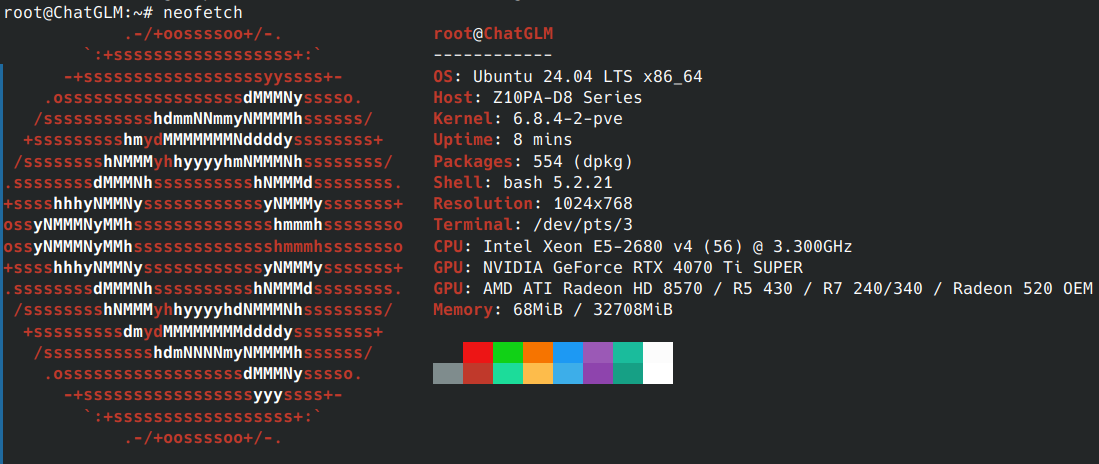 root@ChatGLM:~# neofetch
            .-/+oossssoo+/-.               root@ChatGLM
        `:+ssssssssssssssssss+:`           ------------
      -+ssssssssssssssssssyyssss+-         OS: Ubuntu 24.04 LTS x86_64
    .ossssssssssssssssssdMMMNysssso.       Host: Z10PA-D8 Series
   /ssssssssssshdmmNNmmyNMMMMhssssss/      Kernel: 6.8.4-2-pve
  +ssssssssshmydMMMMMMMNddddyssssssss+     Uptime: 8 mins
 /sssssssshNMMMyhhyyyyhmNMMMNhssssssss/    Packages: 554 (dpkg)
.ssssssssdMMMNhsssssssssshNMMMdssssssss.   Shell: bash 5.2.21
+sssshhhyNMMNyssssssssssssyNMMMysssssss+   Resolution: 1024x768
ossyNMMMNyMMhsssssssssssssshmmmhssssssso   Terminal: /dev/pts/3
ossyNMMMNyMMhsssssssssssssshmmmhssssssso   CPU: Intel Xeon E5-2680 v4 (56) @ 3.300GHz
+sssshhhyNMMNyssssssssssssyNMMMysssssss+   GPU: NVIDIA GeForce RTX 4070 Ti SUPER
.ssssssssdMMMNhsssssssssshNMMMdssssssss.   GPU: AMD ATI Radeon HD 8570 / R5 430 / R7 240/340 / Radeon 520 OEM
 /sssssssshNMMMyhhyyyyhdNMMMNhssssssss/    Memory: 68MiB / 32708MiB
  +sssssssssdmydMMMMMMMMddddyssssssss+
   /ssssssssssshdmNNNNmyNMMMMhssssss/
    .ossssssssssssssssssdMMMNysssso.
      -+sssssssssssssssssyyyssss+-
        `:+ssssssssssssssssss+:`
            .-/+oossssoo+/-.